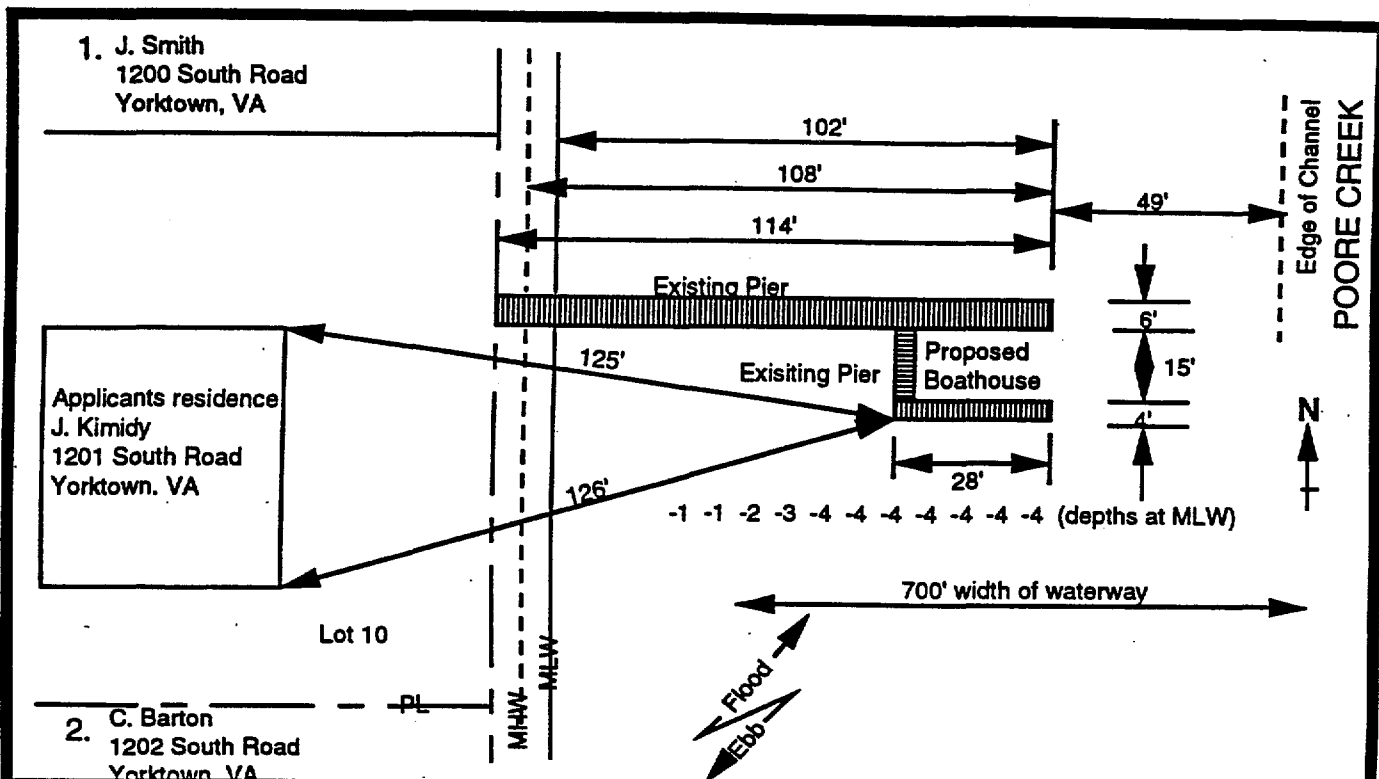 1. J. Smith
1200 South Road
Yorktown, VA
102'
108'
49'
114'
Edge of Channel
POORE CREEK
Existing Pier
6'
125'
Exisiting Pier
Proposed
Boathouse
15'
4'
N
Applicants residence
J. Kimidy
1201 South Road
Yorktown. VA
126'
28'
-1 -1 -2 -3 -4 -4 -4 -4 -4 -4 -4 (depths at MLW)
700' width of waterway
Lot 10
MLW
MHW
Flood
Ebb
PL
2. C. Barton
1202 South Road
Yorktown, VA